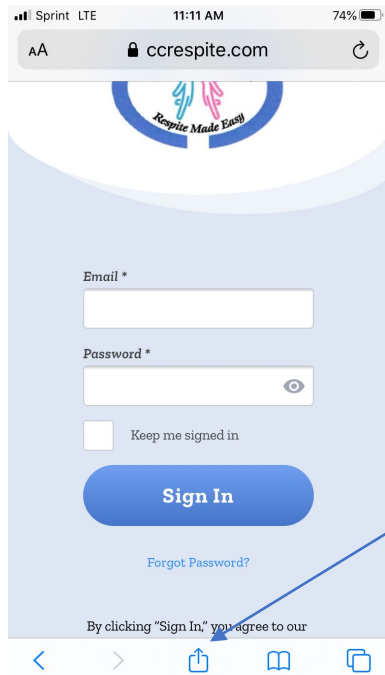 Sprint LTE 11:11 AM 74%
AA ccrespite.com
Respite Made Easy
Email *
Password *
Keep me signed in
Sign In
Forgot Password?
By clicking "Sign In," you agree to our